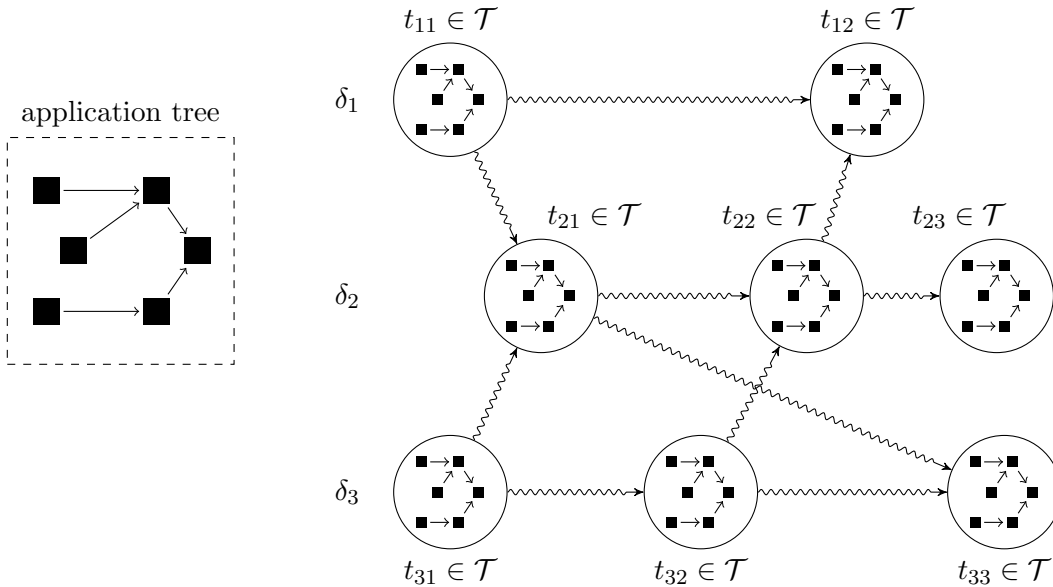 application tree
t₁₁ ∈ 𝒯
t₁₂ ∈ 𝒯
δ₁
t₂₁ ∈ 𝒯
t₂₂ ∈ 𝒯
t₂₃ ∈ 𝒯
δ₂
δ₃
t₃₁ ∈ 𝒯
t₃₂ ∈ 𝒯
t₃₃ ∈ 𝒯